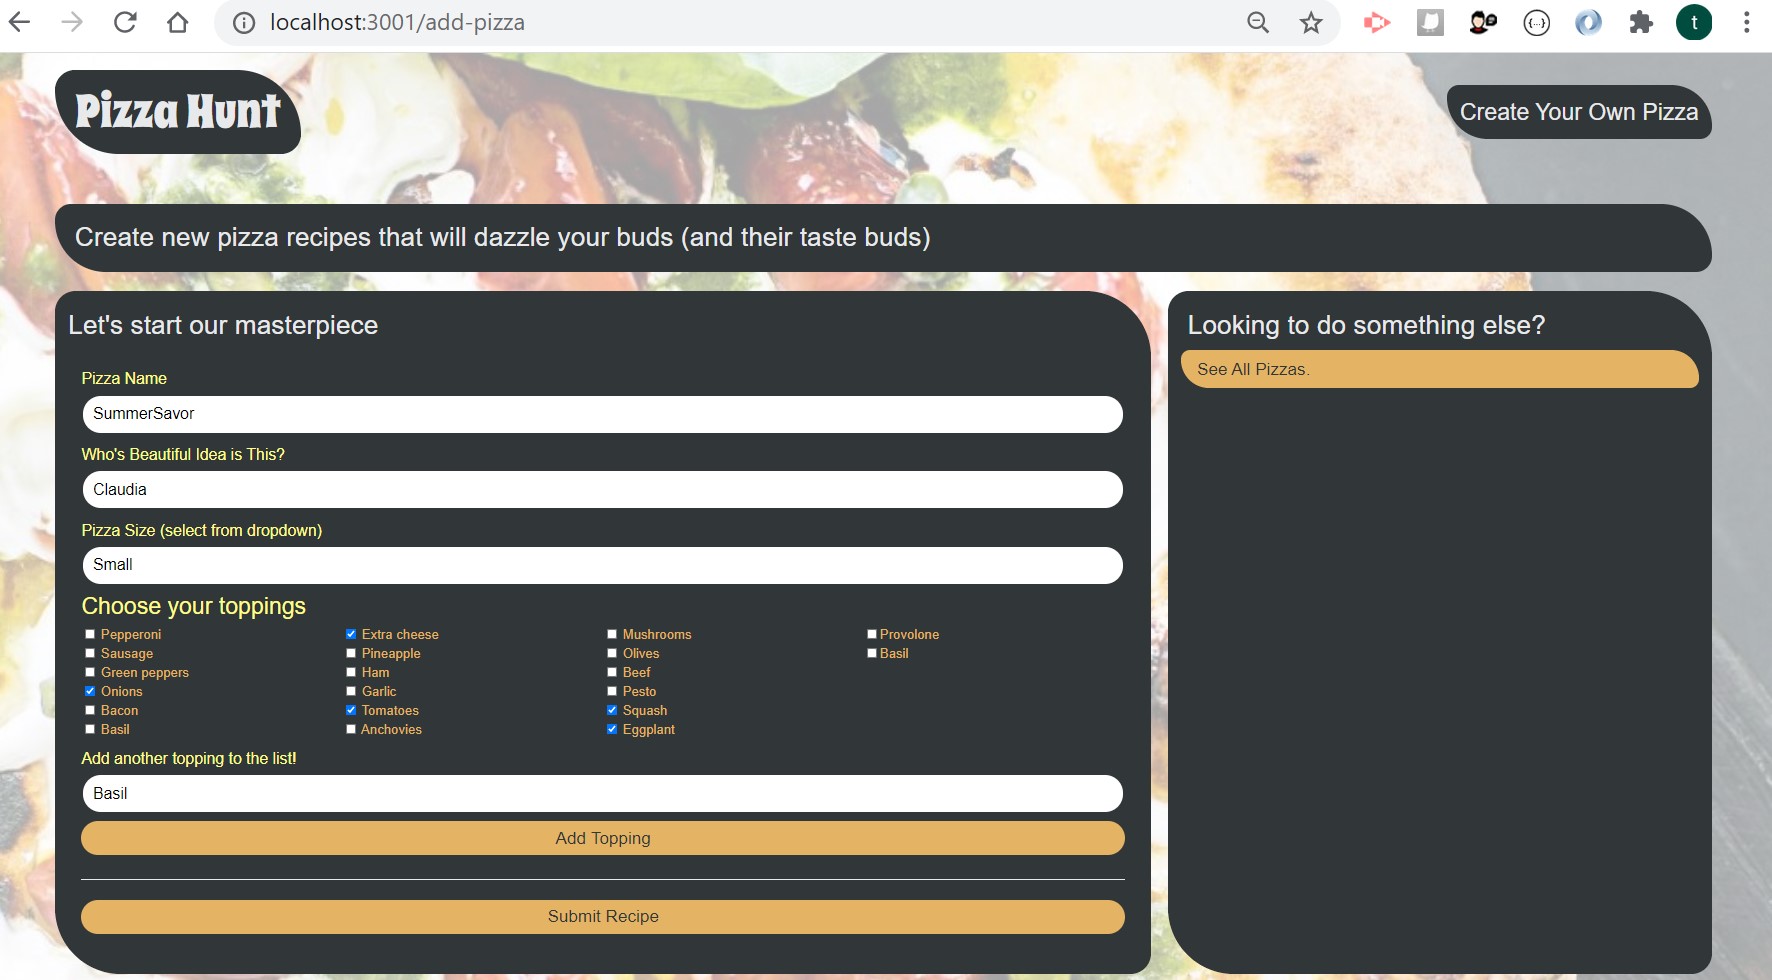 localhost:3001/add-pizza
t
Pizza Hunt
Create Your Own Pizza
Create new pizza recipes that will dazzle your buds (and their taste buds)
Let's start our masterpiece
Pizza Name
SummerSavor
Who's Beautiful Idea is This?
Claudia
Pizza Size (select from dropdown)
Small
Choose your toppings
Pepperoni
Sausage
Green peppers
Onions
Bacon
Basil
Extra cheese
Pineapple
Ham
Garlic
Tomatoes
Anchovies
Mushrooms
Olives
Beef
Pesto
Squash
Eggplant
Provolone
Basil
Add another topping to the list!
Basil
Add Topping
Submit Recipe
Looking to do something else?
See All Pizzas.